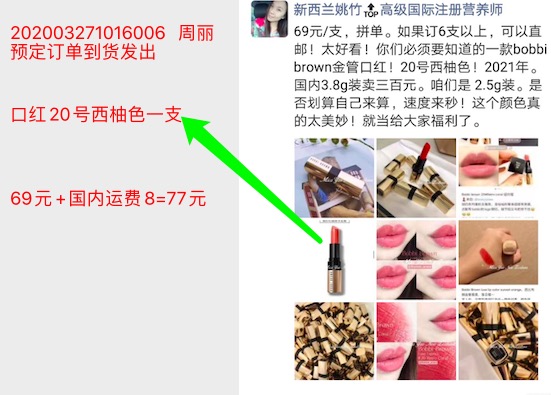 202003271016006 周丽
预定订单到货发出
口红20号西柚色一支
69元+国内运费8=77元
新西兰姚竹TOP高级国际注册营养师
69元/支，拼单。如果订6支以上，可以直
邮！太好看！你们必须要知道的一款bobbi
brown金管口红！20号西柚色！2021年。
国内3.8g装卖三百元。咱们是 2.5g装。是
否划算自己来算，速度来秒！这个颜色真
的太美妙！就当给大家福利了。